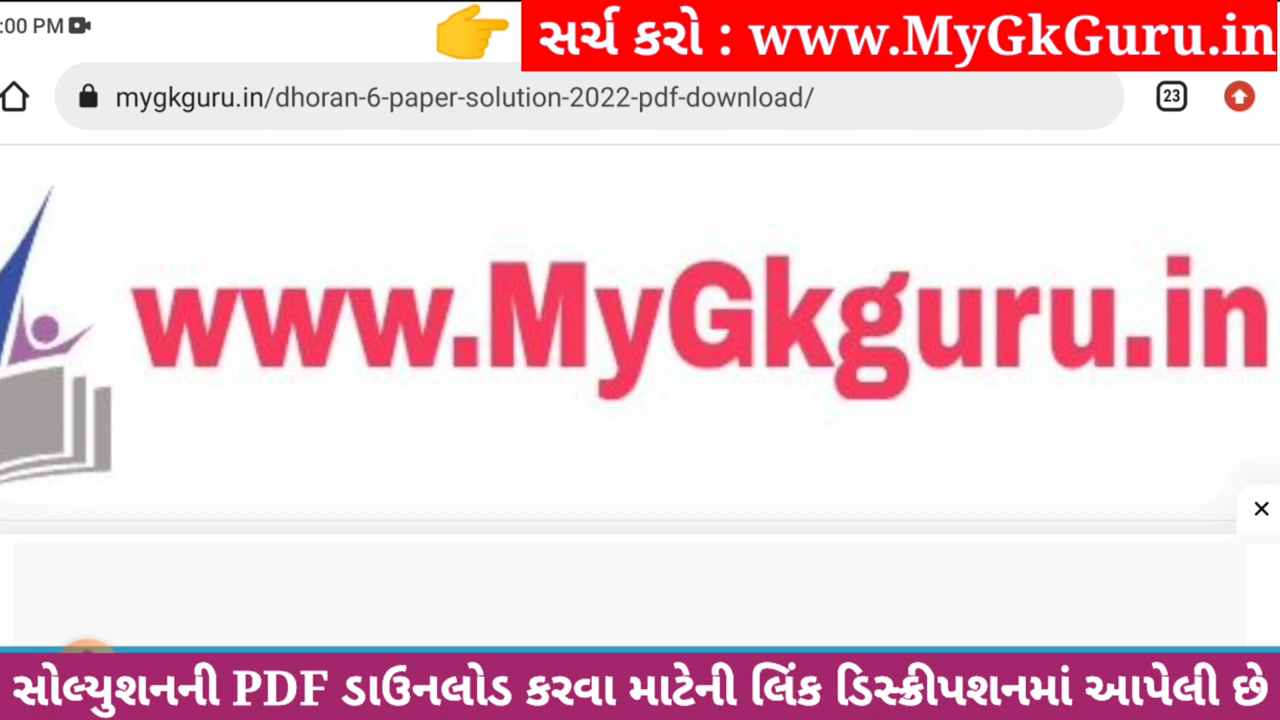 :00 PM
સર્ચ કરો : www.MyGkGuru.in
mygkguru.in/dhoran-6-paper-solution-2022-pdf-download/
23
www.MyGkguru.in
સોલ્યુશનની PDF ડાઉનલોડ કરવા માટેની લિંક ડિસ્ક્રીપશનમાં આપેલી છે